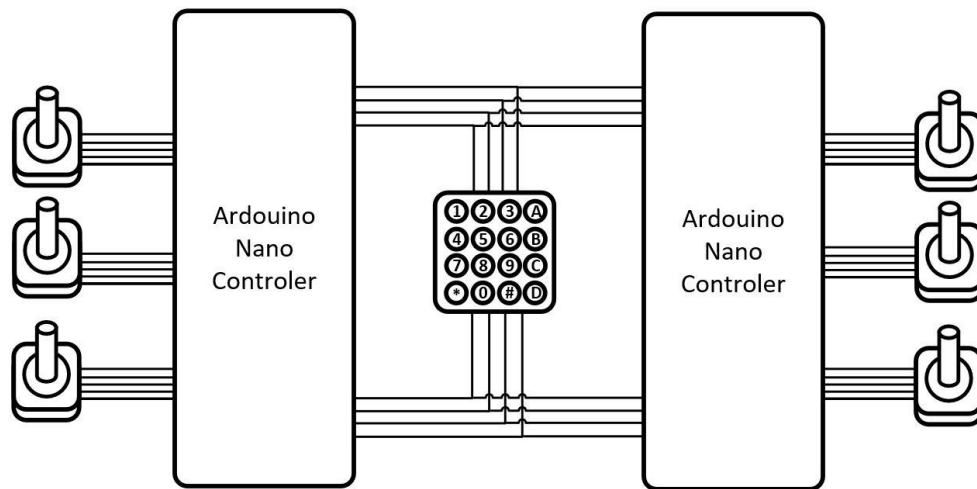 Ardouino
Nano
Controler
1 2 3 A
4 5 6 B
7 8 9 C
* 0 # D
Ardouino
Nano
Controler